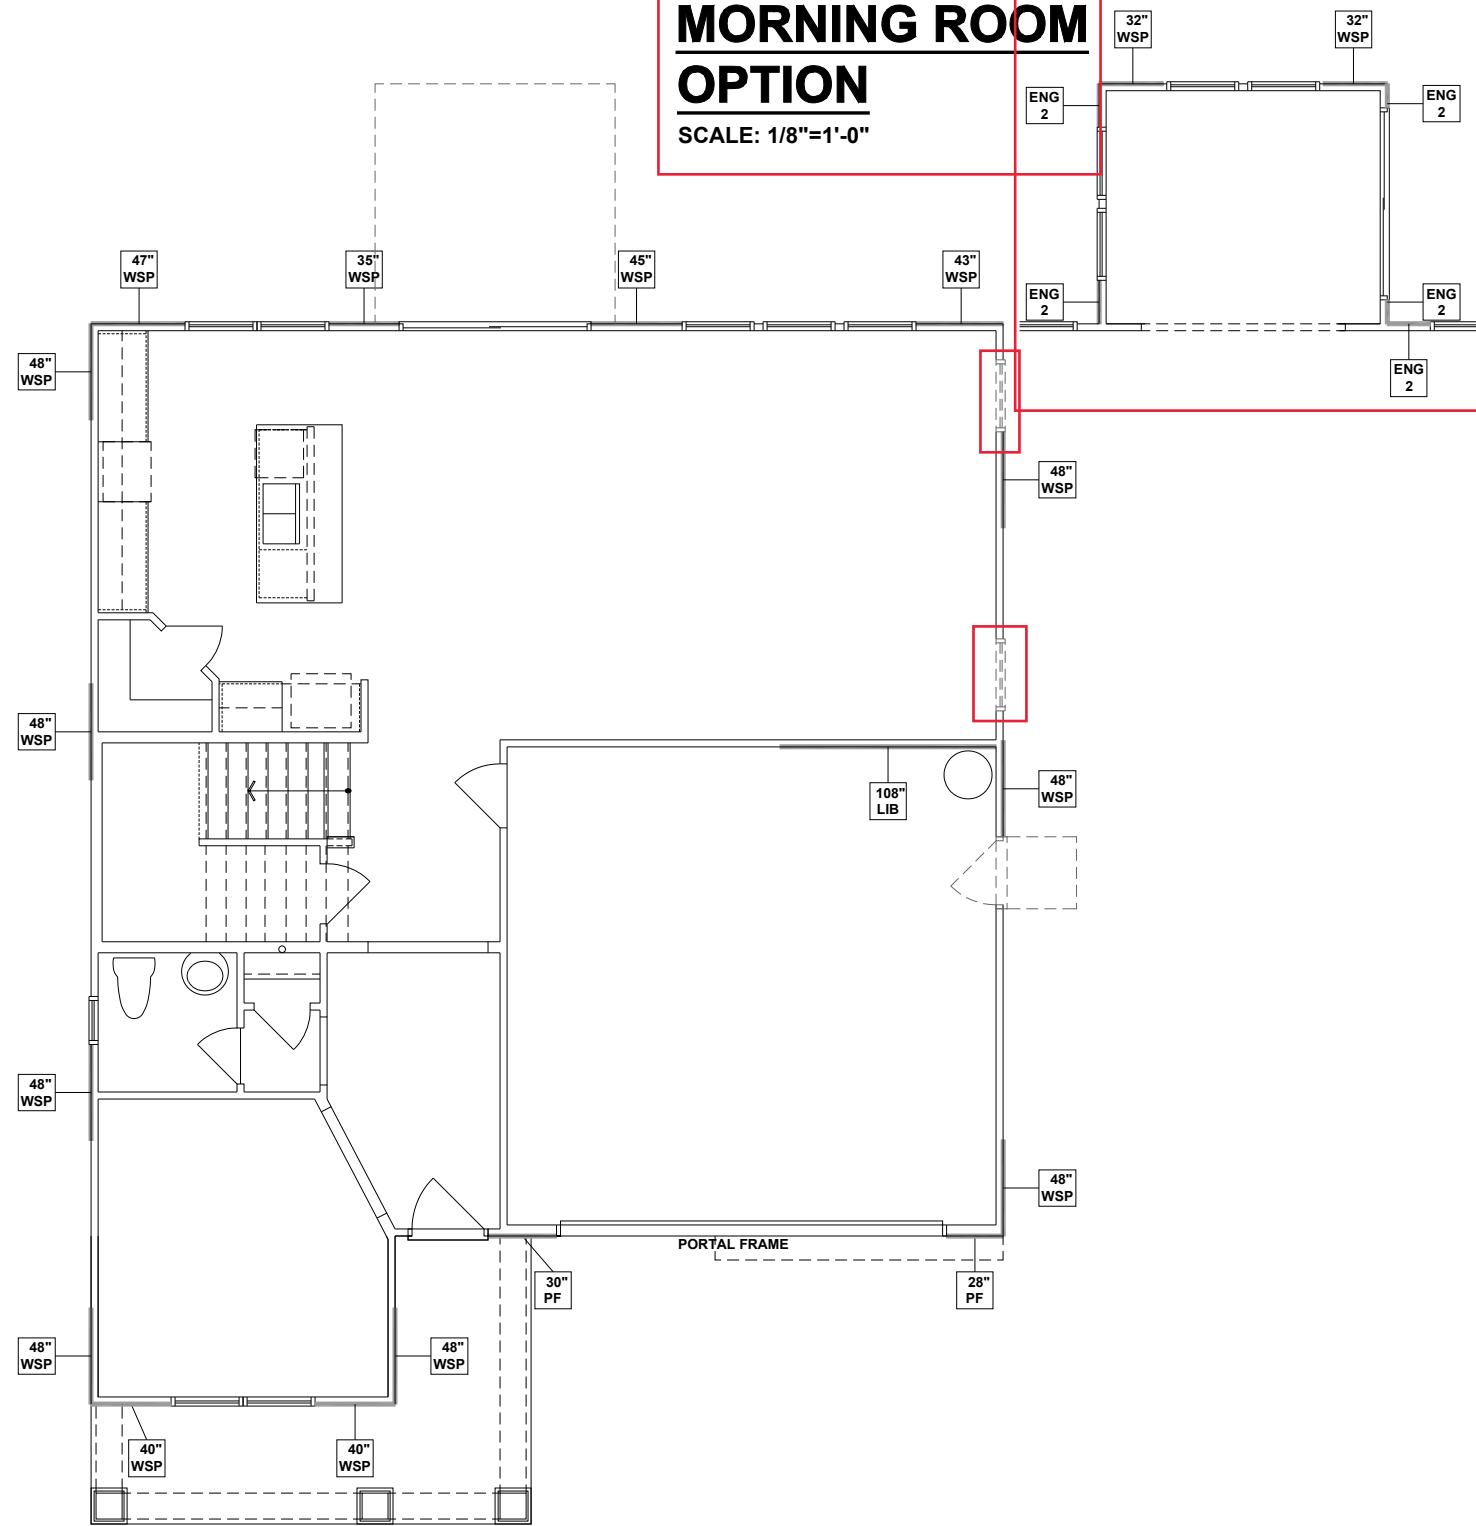 MORNING ROOM
OPTION
SCALE: 1/8"=1'-0"
32"
WSP
32"
WSP
ENG
2
ENG
2
47"
WSP
35"
WSP
45"
WSP
43"
WSP
ENG
2
ENG
2
48"
WSP
ENG
2
48"
WSP
48"
WSP
108"
LIB
48"
WSP
48"
WSP
48"
WSP
PORTAL FRAME
30"
PF
28"
PF
48"
WSP
48"
WSP
40"
WSP
40"
WSP